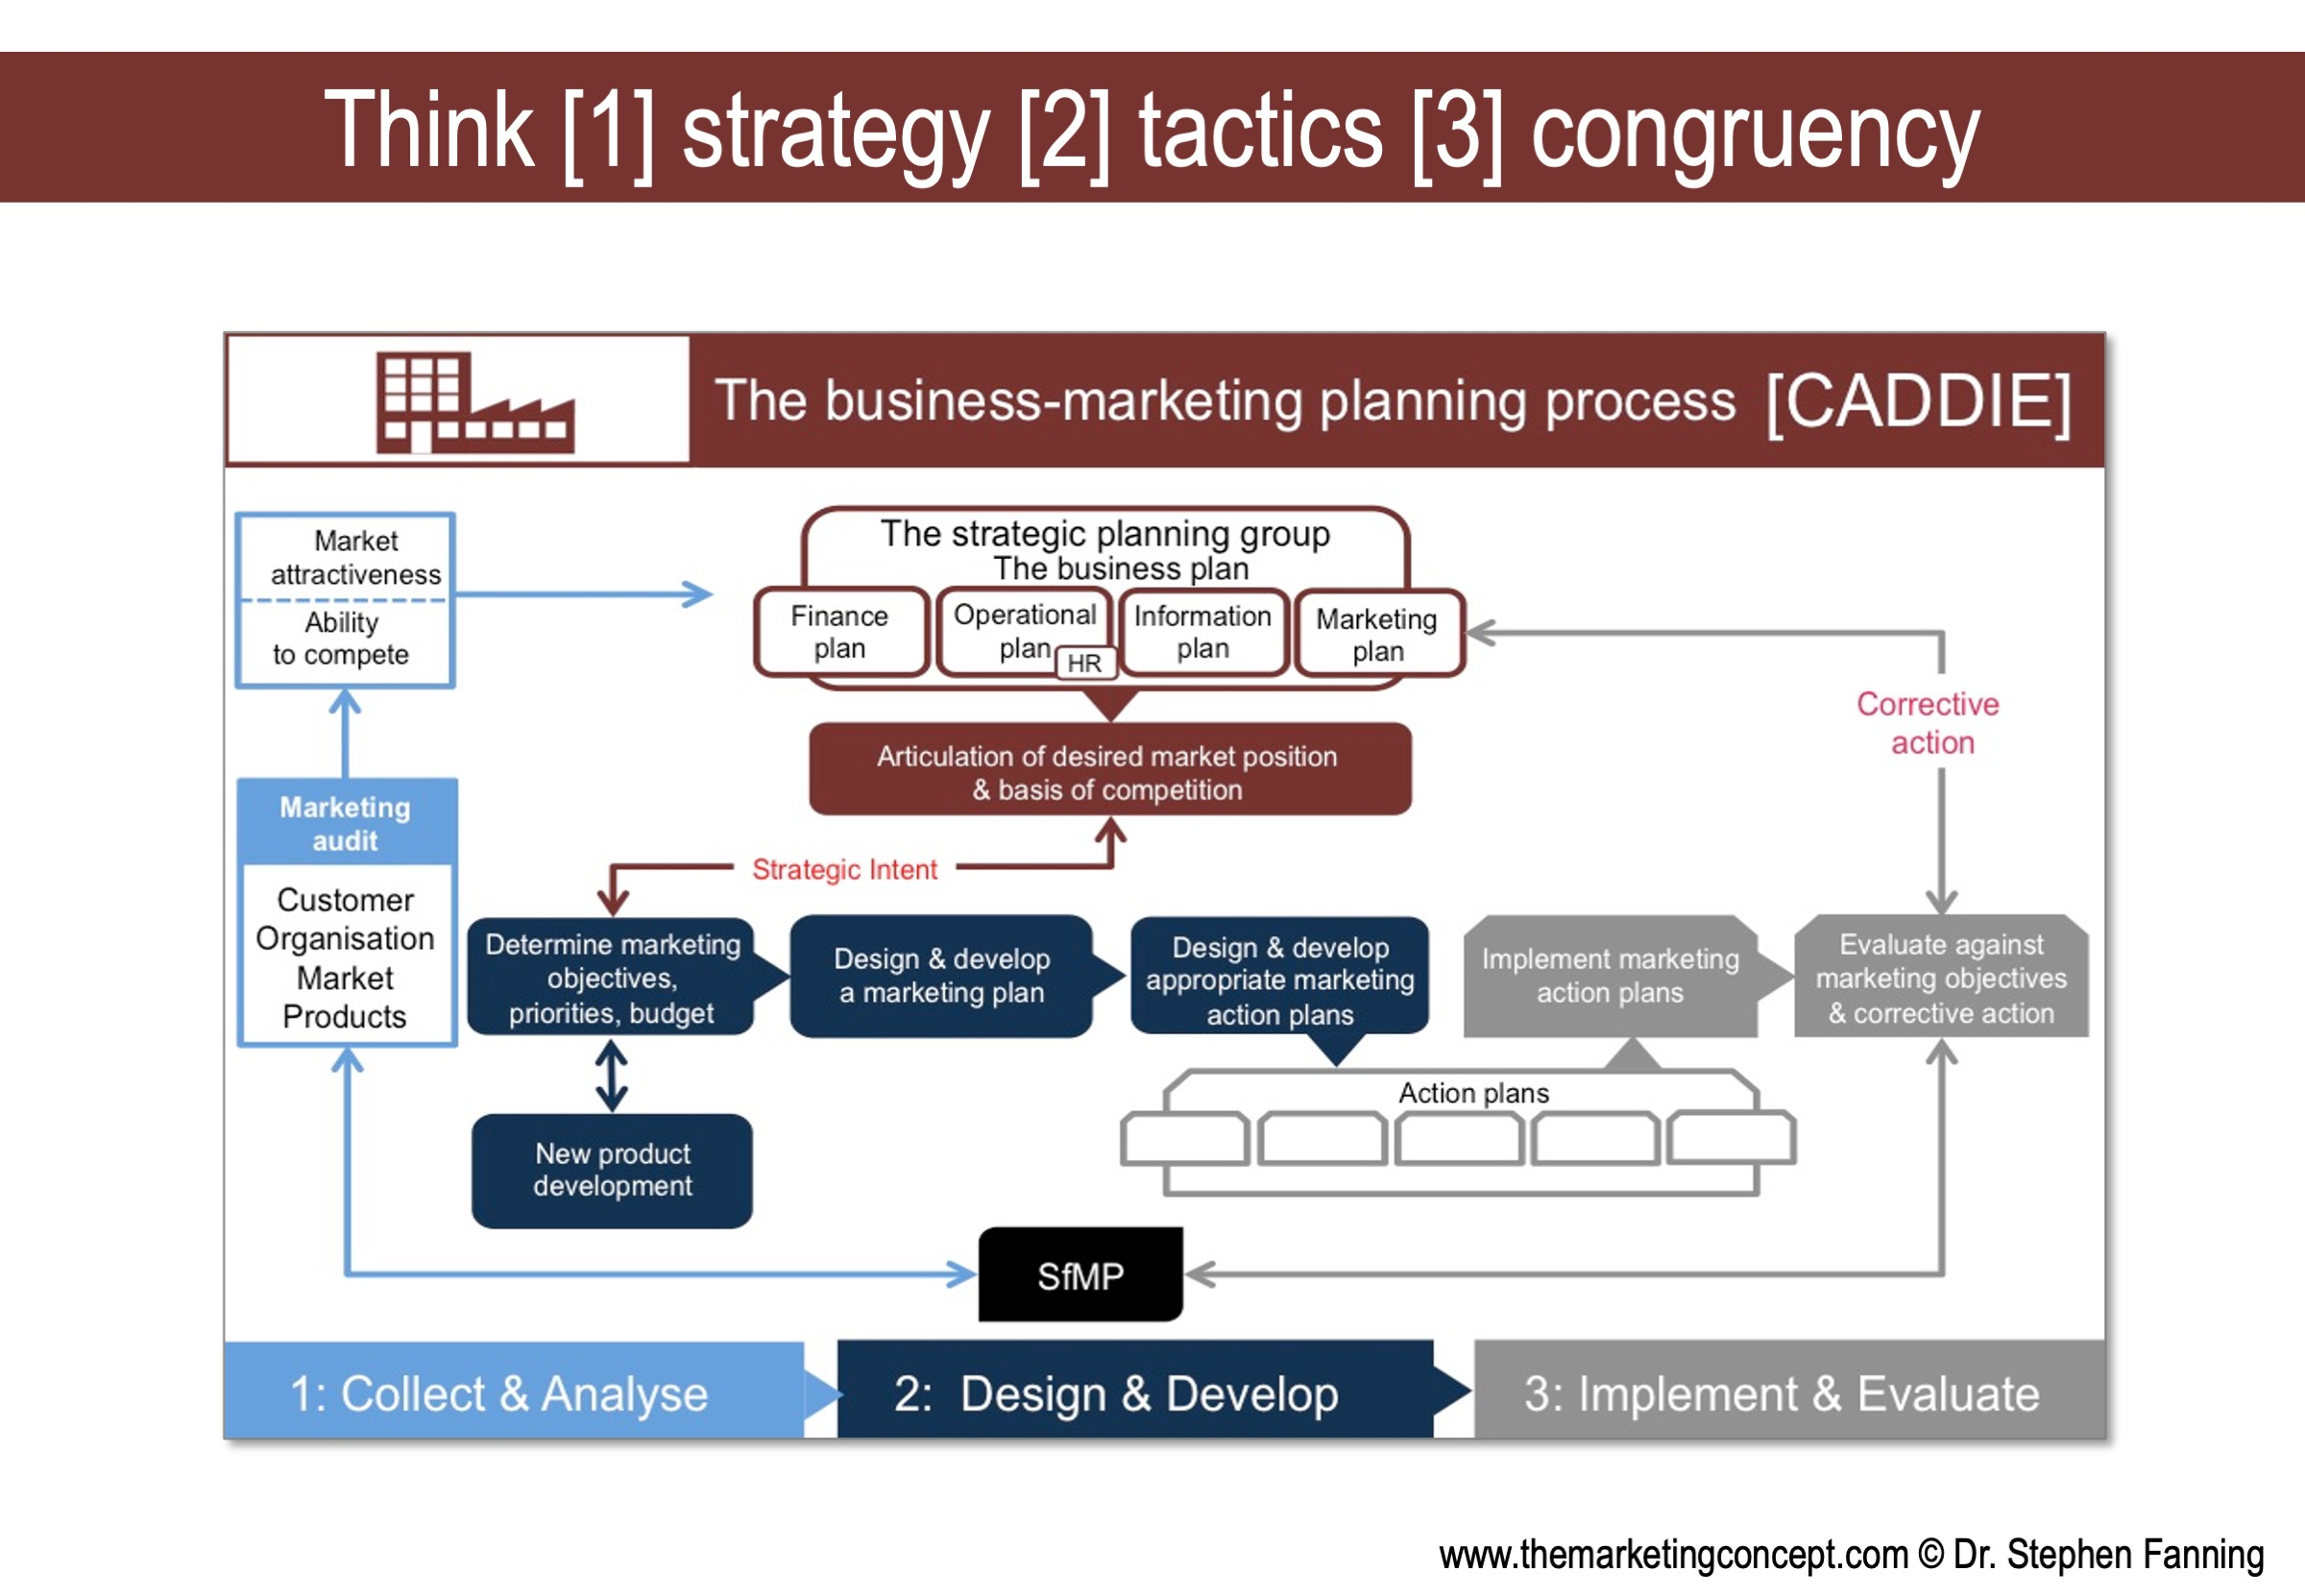 Think [1] strategy [2] tactics [3] congruency
The business-marketing planning process [CADDIE]
Market
attractiveness
Ability
to compete
Marketing
audit
Customer
Organisation
Market
Products
The strategic planning group
The business plan
Finance
plan
Operational
plan
HR
Information
plan
Marketing
plan
Articulation of desired market position
& basis of competition
Strategic Intent
Corrective
action
Determine marketing
objectives,
priorities, budget
Design & develop
a marketing plan
Design & develop
appropriate marketing
action plans
Implement marketing
action plans
Evaluate against
marketing objectives
& corrective action
New product
development
Action plans
SfMP
1: Collect & Analyse
2: Design & Develop
3: Implement & Evaluate
www.themarketingconcept.com © Dr. Stephen Fanning